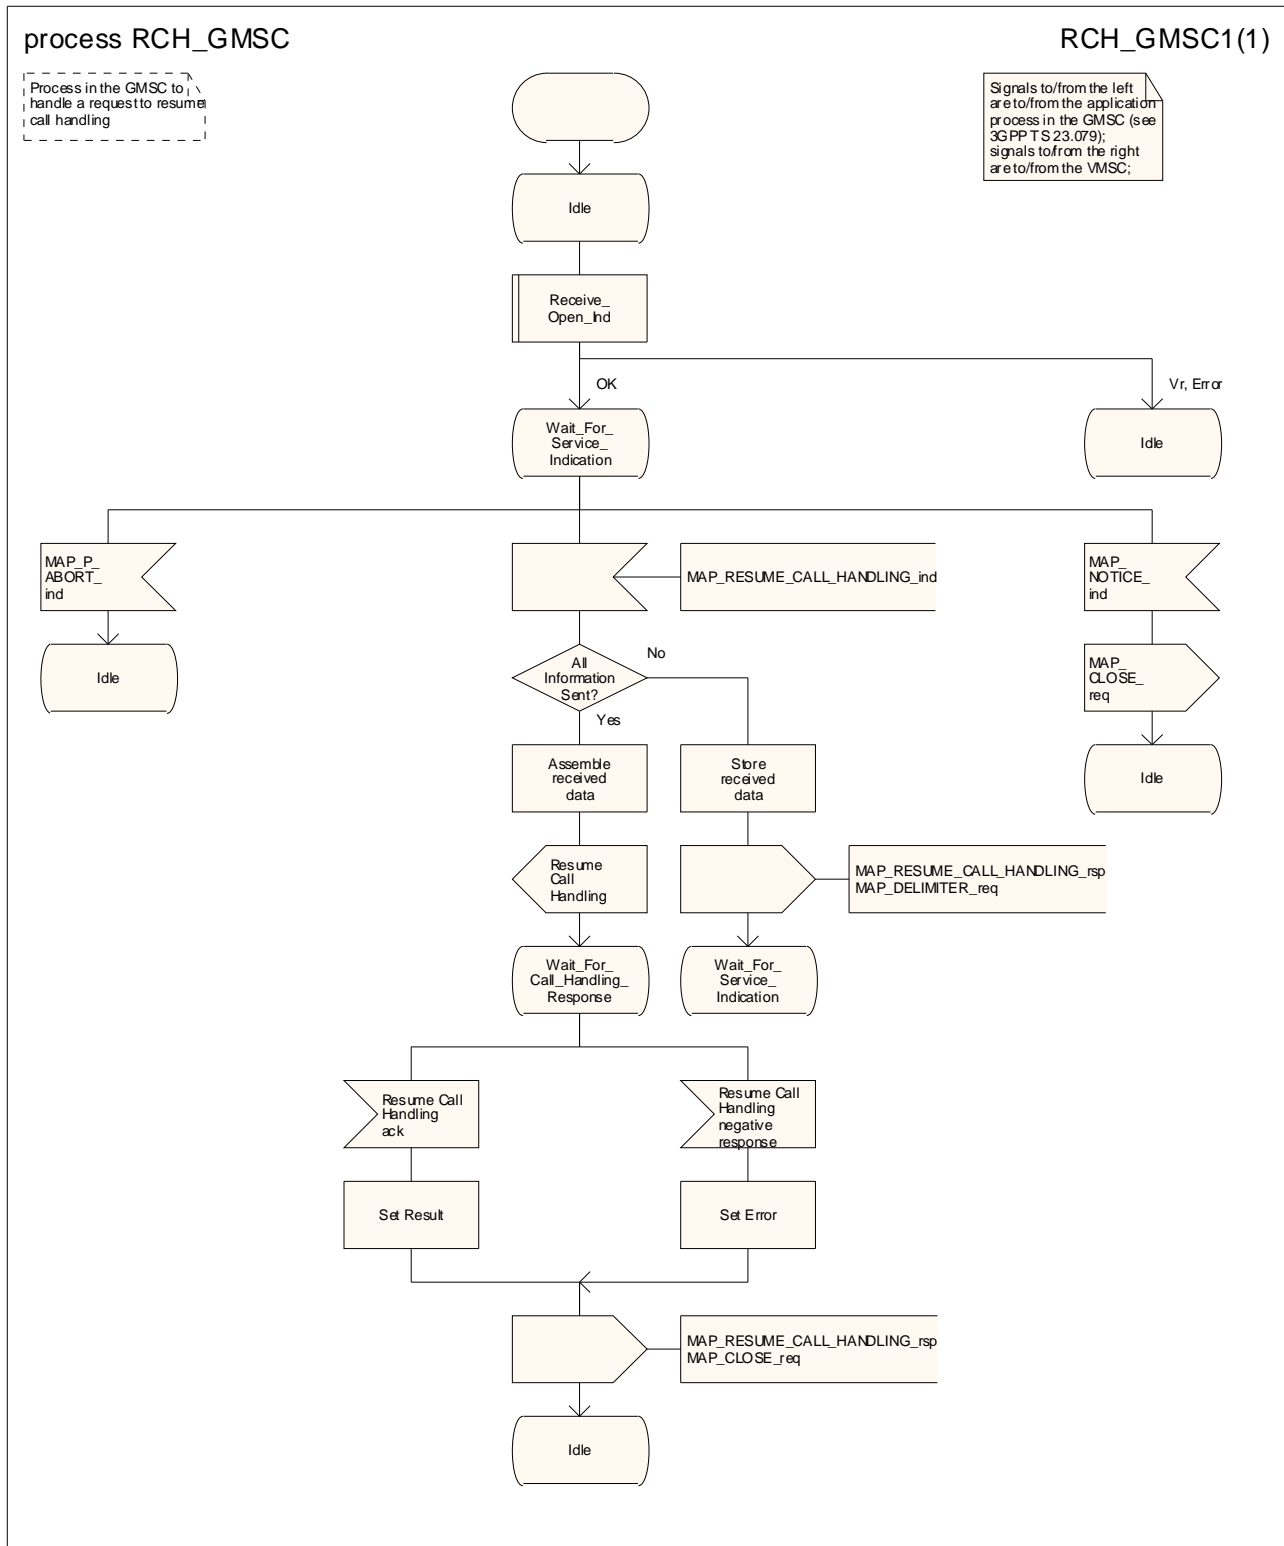 process RCH_GMSC
RCH_GMSC1(1)
Process in the GMSC to
handle a request to resume
call handling
Signals to/from the left
are to/from the application
process in the GMSC (see
3GPP TS 23.079);
signals to/from the right
are to/from the VMSC;
Idle
Receive_
Open_Ind
OK
Vr, Error
Wait_For_
Service_
Indication
Idle
MAP_P_
ABORT_
ind
MAP_RESUME_CALL_HANDLING_ind
MAP_
NOTICE_
ind
Idle
All
Information
Sent?
No
Yes
MAP_
CLOSE_
req
Assemble
received
data
Store
received
data
Idle
Resume
Call
Handling
MAP_RESUME_CALL_HANDLING_rsp
MAP_DELIMITER_req
Wait_For_
Call_Handling_
Response
Wait_For_
Service_
Indication
Resume Call
Handling
ack
Resume Call
Handling
negative
response
Set Result
Set Error
MAP_RESUME_CALL_HANDLING_rsp
MAP_CLOSE_req
Idle